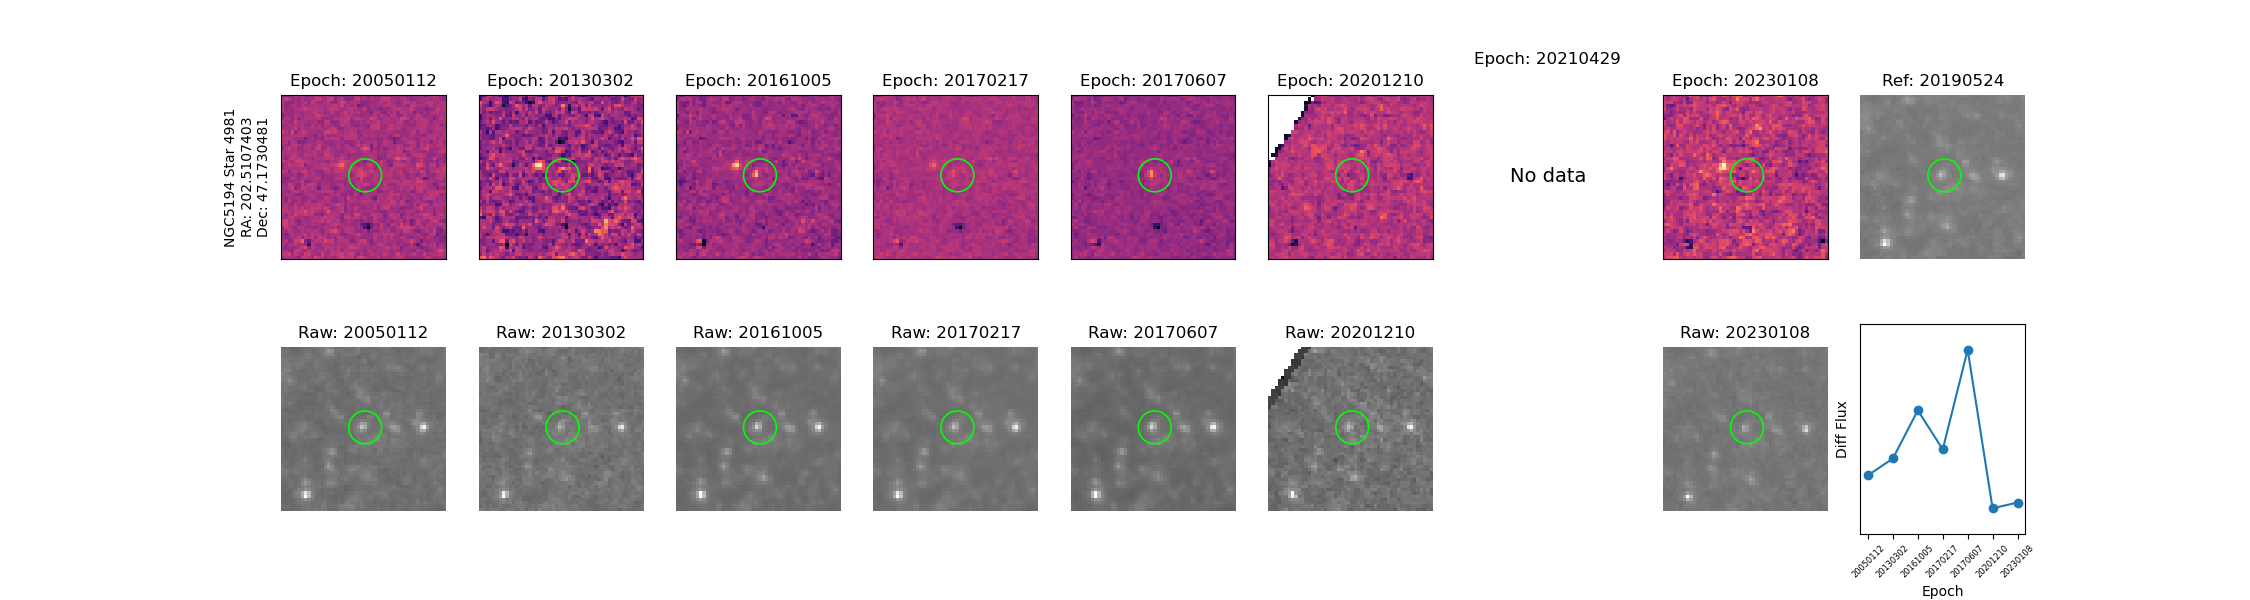 NGC5194 Star 4981
RA: 202.5107403
Dec: 47.1730481
Epoch: 20050112
Epoch: 20130302
Epoch: 20161005
Epoch: 20170217
Epoch: 20170607
Epoch: 20201210
Epoch: 20210429
No data
Epoch: 20230108
Ref: 20190524
Raw: 20050112
Raw: 20130302
Raw: 20161005
Raw: 20170217
Raw: 20170607
Raw: 20201210
Raw: 20230108
Diff Flux
20050112
20130302
20161005
20170217
20170607
20201210
20230108
Epoch